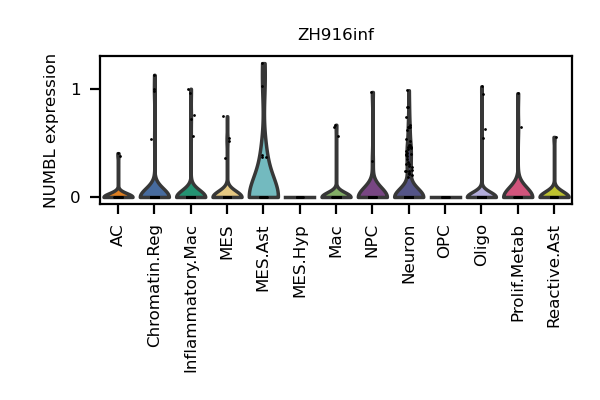 ZH916inf
NUMBL expression
1
0
AC
Chromatin.Reg
Inflammatory.Mac
MES
MES.Ast
MES.Hyp
Mac
NPC
Neuron
OPC
Oligo
Prolif.Metab
Reactive.Ast